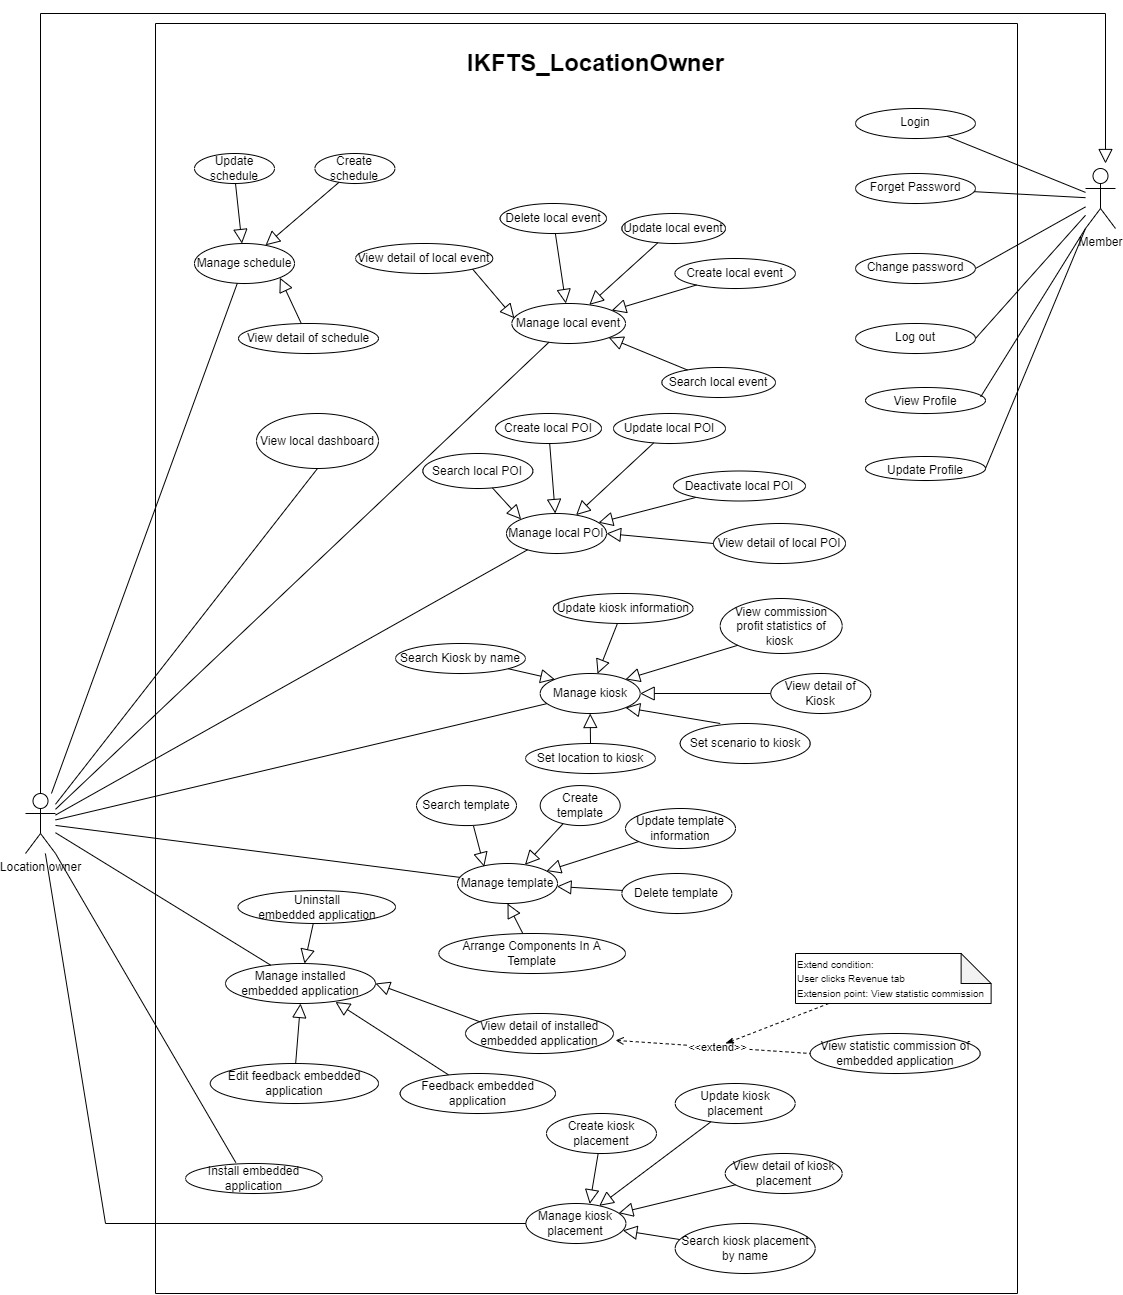 IKFTS_LocationOwner
Login
Update
schedule
Create
schedule
Forget Password
Delete local event
Update local event
Member
View detail of local event
Manage schedule
Change password
Create local event
Manage local event
View detail of schedule
Log out
Search local event
View Profile
Create local POI
Update local POI
View local dashboard
Search local POI
Update Profile
Deactivate local POI
Manage local POI
View detail of local POI
Update kiosk information
View commission
profit statistics of
kiosk
Search Kiosk by name
Manage kiosk
View detail of
Kiosk
Set scenario to kiosk
Set location to kiosk
Search template
Create
template
Update template
information
Location owner
Manage template
Delete template
Uninstall
embedded application
Arrange Components In A
Template
Extend condition:
User clicks Revenue tab
Extension point: View statistic commission
Manage installed
embedded application
View detail of installed
embedded application
<<extend>>
View statistic commission of
embedded application
Edit feedback embedded
application
Feedback embedded
application
Update kiosk
placement
Create kiosk
placement
View detail of kiosk
placement
Install embedded
application
Manage kiosk
placement
Search kiosk placement
by name